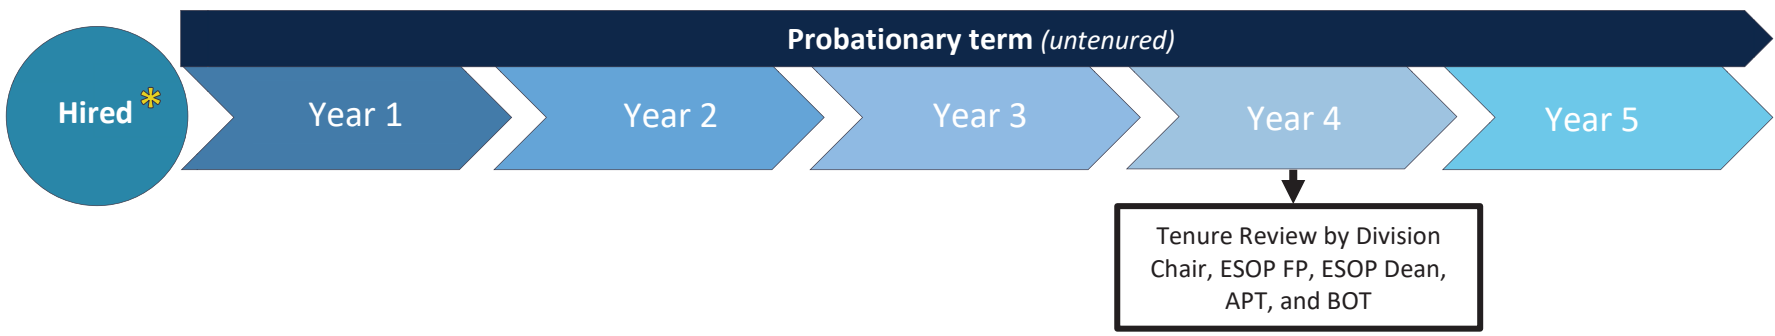 Probationary term (untenured)
Hired *
Year 1
Year 2
Year 3
Year 4
Year 5
Tenure Review by Division
Chair, ESOP FP, ESOP Dean,
APT, and BOT